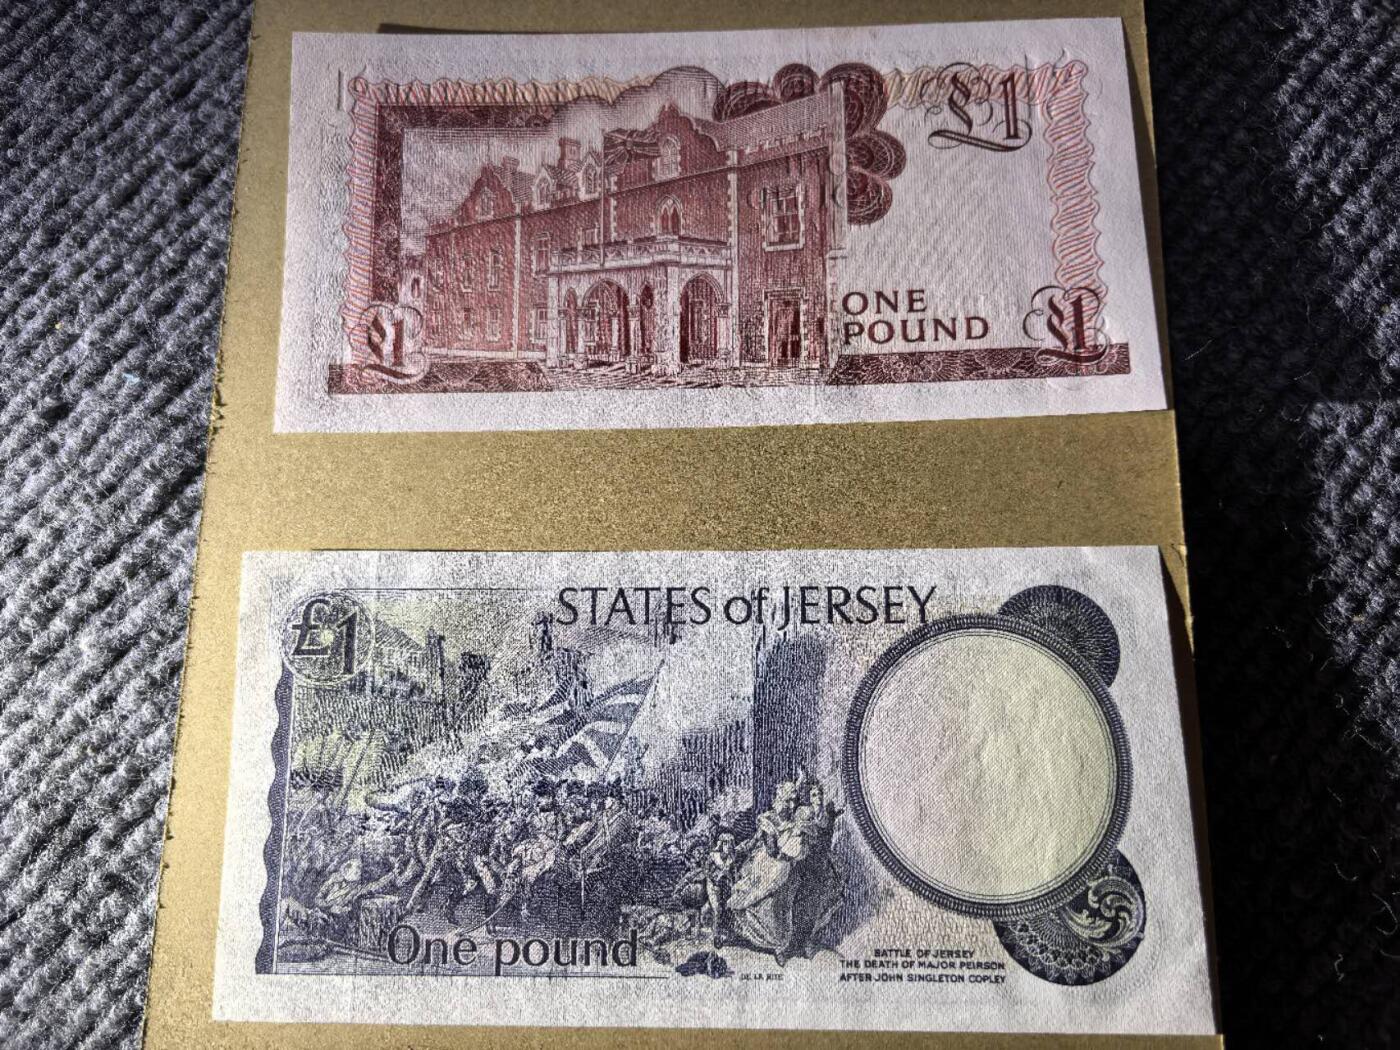 £1
ONE
POUND
£1
£1
STATES of JERSEY
£1
One pound
DE LA RUE
BATTLE OF JERSEY
THE DEATH OF MAJOR PEIRSON
AFTER JOHN SINGLETON COPLEY